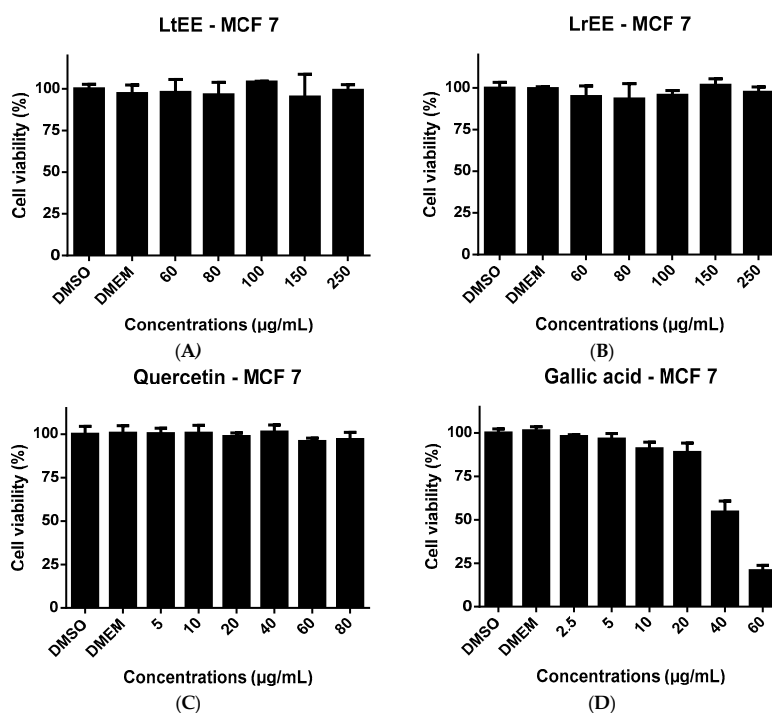 LtEE - MCF 7
Cell viability (%)
100
75
50
25
0
DMSO DMEM 60 80 100 150 250
Concentrations (µg/mL)
(A)
LrEE - MCF 7
Cell viability (%)
100
75
50
25
0
DMSO DMEM 60 80 100 150 250
Concentrations (µg/mL)
(B)
Quercetin - MCF 7
Cell viability (%)
100
75
50
25
0
DMSO DMEM 5 10 20 40 60 80
Concentrations (µg/mL)
(C)
Gallic acid - MCF 7
Cell viability (%)
100
75
50
25
0
DMSO DMEM 2.5 5 10 20 40 60
Concentrations (µg/mL)
(D)